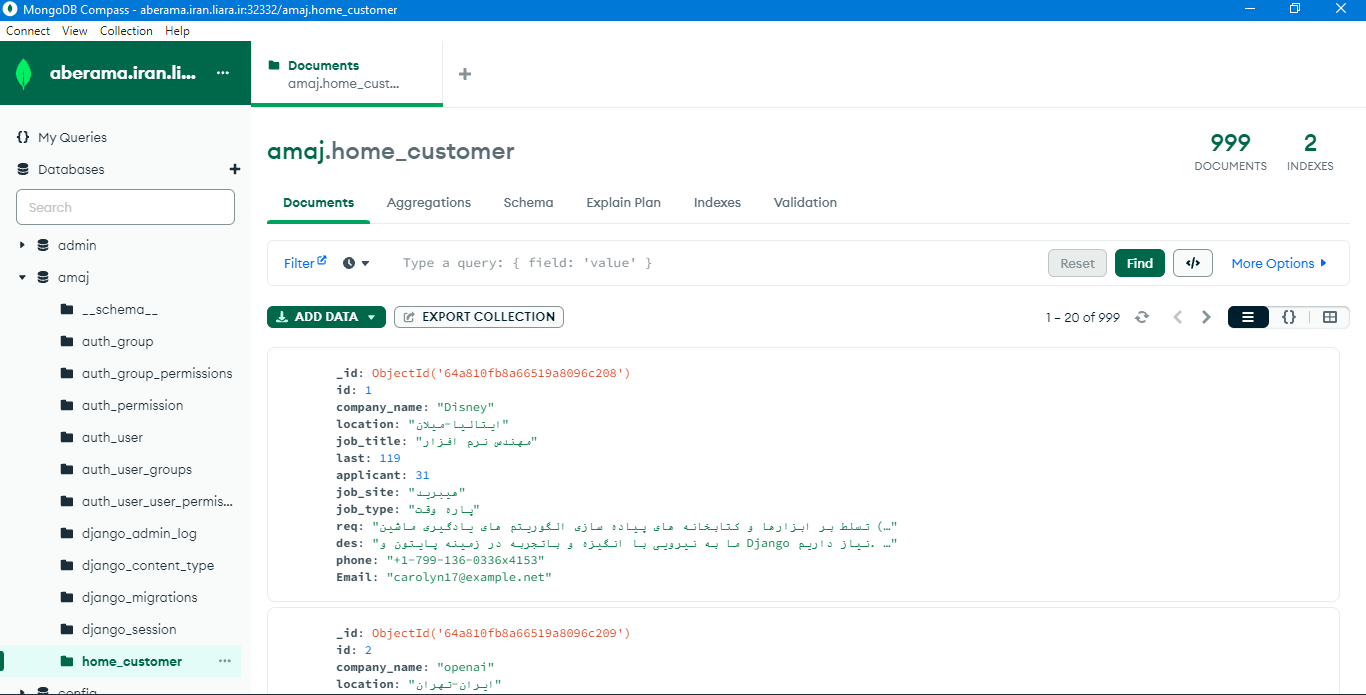 MongoDB Compass - aberama.iran.liara.ir:32332/amaj.home_customer
Connect View Collection Help
aberama.iran.li...
Documents
amaj.home_cust...
My Queries
Databases
Search
admin
amaj
__schema__
auth_group
auth_group_permissions
auth_permission
auth_user
auth_user_groups
auth_user_user_permis...
django_admin_log
django_content_type
django_migrations
django_session
home_customer
config
amaj.home_customer
999 DOCUMENTS
2 INDEXES
Documents Aggregations Schema Explain Plan Indexes Validation
Filter Type a query: { field: 'value' } Reset Find </> More Options
ADD DATA EXPORT COLLECTION 1 – 20 of 999 {}
_id: ObjectId('64a810fb8a66519a8096c208')
id: 1
company_name: "Disney"
location: "ایتالیا-میلان"
job_title: "مهندس نرم افزار"
last: 119
applicant: 31
job_site: "هیبرید"
job_type: "پاره وقت"
req: "تسلط بر ابزارها و کتابخانه های پیاده سازی الگوریتم های یادگیری ماشین (…"
des: "ما به نیرویی با انگیزه و باتجربه در زمینه پایتون و Django نیاز داریم. …"
phone: "+1-799-136-0336x4153"
Email: "carolyn17@example.net"
_id: ObjectId('64a810fb8a66519a8096c209')
id: 2
company_name: "openai"
location: "ایران-تهران"